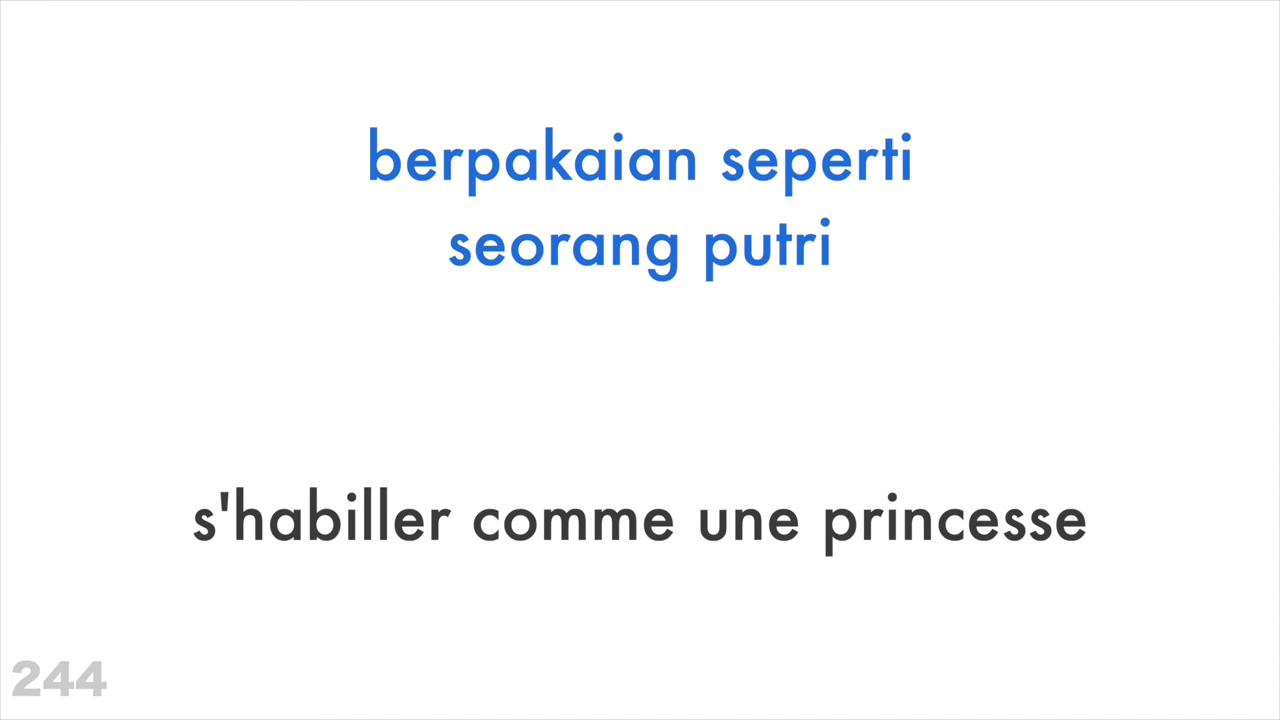 berpakaian seperti
seorang putri
s'habiller comme une princesse
244